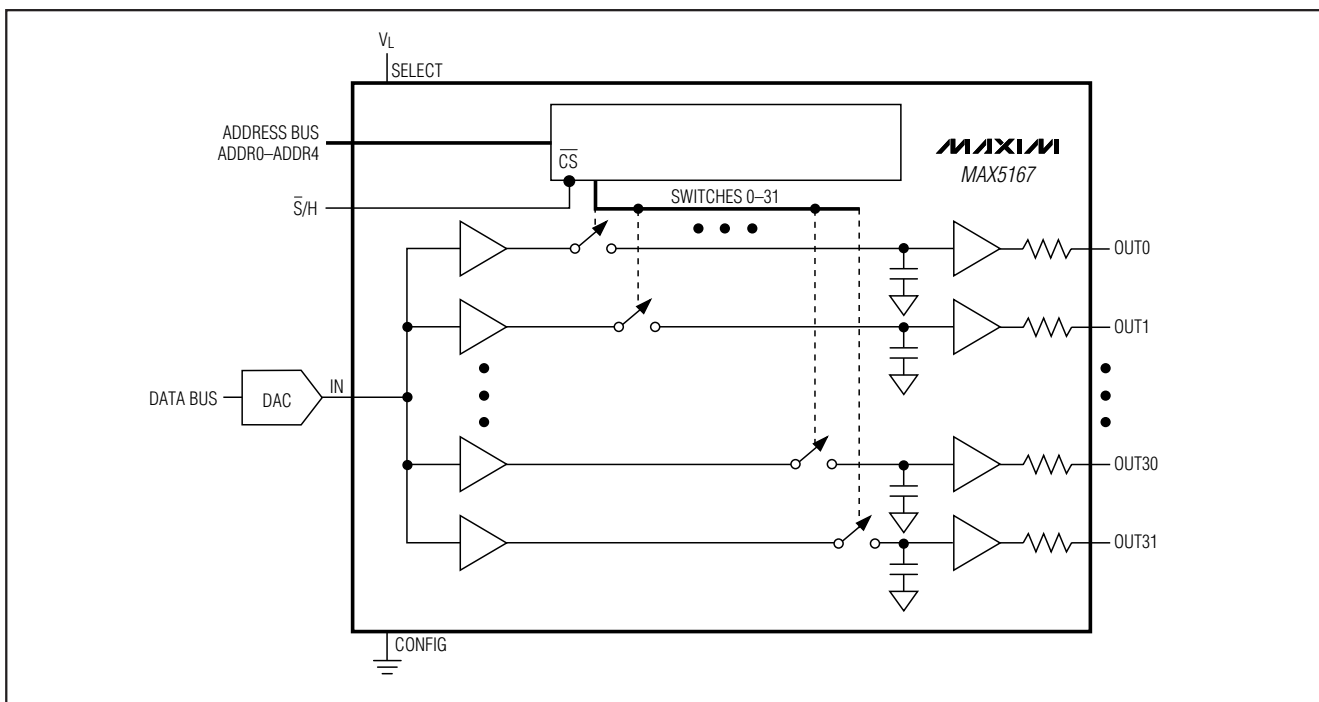 VL
SELECT
ADDRESS BUS
ADDR0–ADDR4
CS
MAXIM
MAX5167
S/H
SWITCHES 0–31
OUT0
OUT1
IN
DATA BUS
DAC
OUT30
OUT31
CONFIG